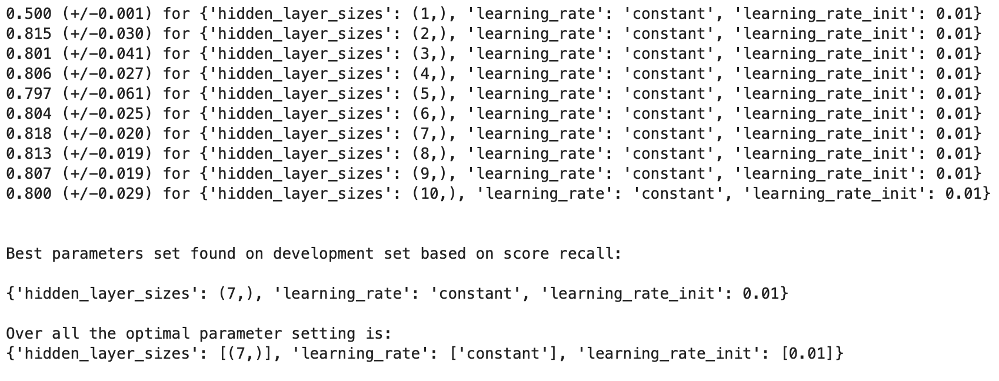 0.500 (+/-0.001) for {'hidden_layer_sizes': (1,), 'learning_rate': 'constant', 'learning_rate_init': 0.01}
0.815 (+/-0.030) for {'hidden_layer_sizes': (2,), 'learning_rate': 'constant', 'learning_rate_init': 0.01}
0.801 (+/-0.041) for {'hidden_layer_sizes': (3,), 'learning_rate': 'constant', 'learning_rate_init': 0.01}
0.806 (+/-0.027) for {'hidden_layer_sizes': (4,), 'learning_rate': 'constant', 'learning_rate_init': 0.01}
0.797 (+/-0.061) for {'hidden_layer_sizes': (5,), 'learning_rate': 'constant', 'learning_rate_init': 0.01}
0.804 (+/-0.025) for {'hidden_layer_sizes': (6,), 'learning_rate': 'constant', 'learning_rate_init': 0.01}
0.818 (+/-0.020) for {'hidden_layer_sizes': (7,), 'learning_rate': 'constant', 'learning_rate_init': 0.01}
0.813 (+/-0.019) for {'hidden_layer_sizes': (8,), 'learning_rate': 'constant', 'learning_rate_init': 0.01}
0.807 (+/-0.019) for {'hidden_layer_sizes': (9,), 'learning_rate': 'constant', 'learning_rate_init': 0.01}
0.800 (+/-0.029) for {'hidden_layer_sizes': (10,), 'learning_rate': 'constant', 'learning_rate_init': 0.01}
Best parameters set found on development set based on score recall:
{'hidden_layer_sizes': (7,), 'learning_rate': 'constant', 'learning_rate_init': 0.01}
Over all the optimal parameter setting is:
{'hidden_layer_sizes': [(7,)], 'learning_rate': ['constant'], 'learning_rate_init': [0.01]}